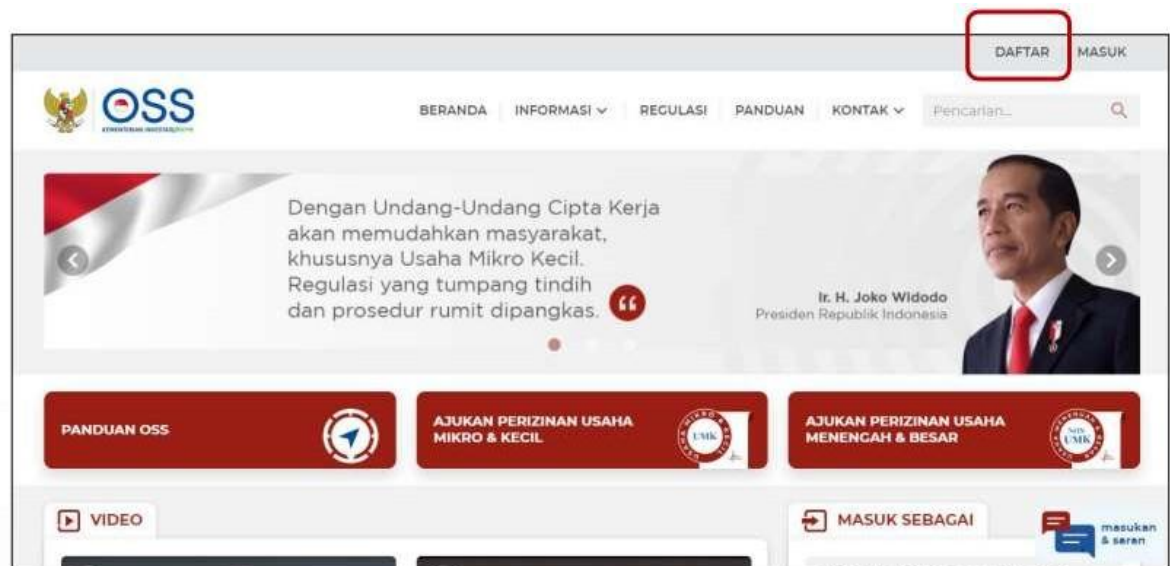 DAFTAR MASUK
OSS
BERANDA INFORMASI REGULASI PANDUAN KONTAK Pencarian...
Dengan Undang-Undang Cipta Kerja
akan memudahkan masyarakat,
khususnya Usaha Mikro Kecil.
Regulasi yang tumpang tindih
dan prosedur rumit dipangkas.
Ir. H. Joko Widodo
Presiden Republik Indonesia
PANDUAN OSS
AJUKAN PERIZINAN USAHA
MIKRO & KECIL
UMK
AJUKAN PERIZINAN USAHA
MENENGAH & BESAR
NON
UMK
VIDEO
MASUK SEBAGAI
masukan
& saran